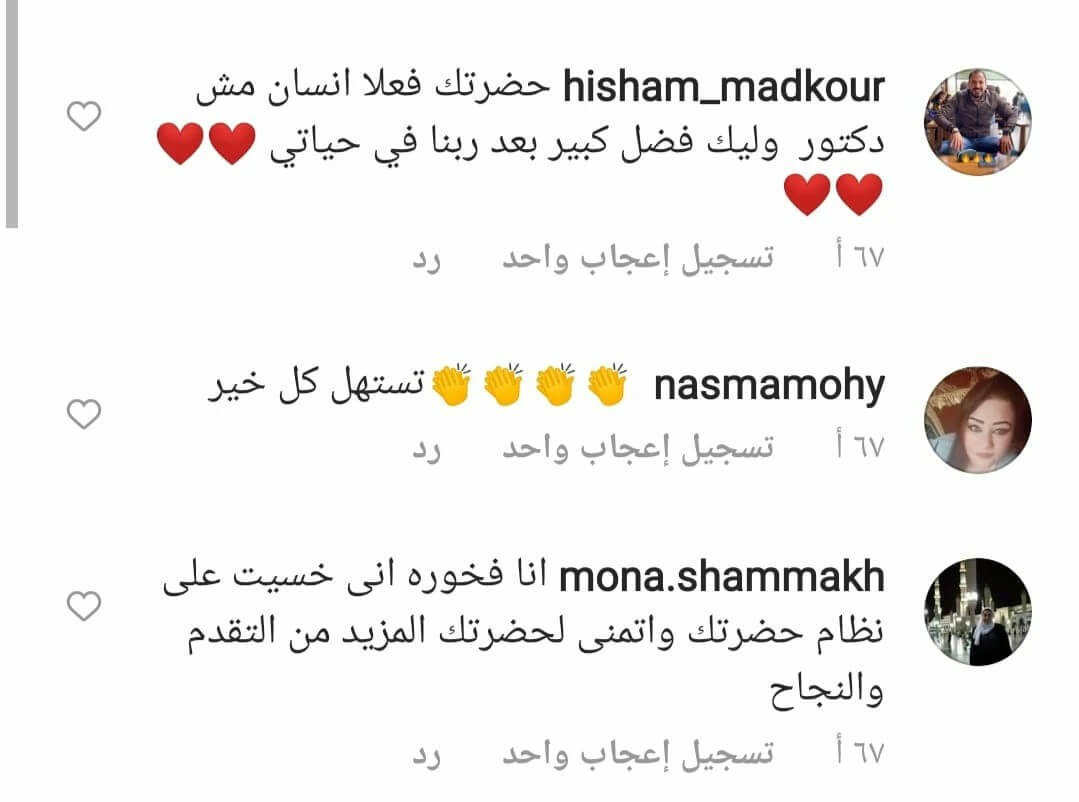 hisham_madkour حضرتك فعلا انسان مش
دكتور وليك فضل كبير بعد ربنا في حياتي ❤️❤️
❤️❤️
٦٧ أ تسجيل إعجاب واحد رد
nasmamohy 👏👏👏👏تستهل كل خير
٦٧ أ تسجيل إعجاب واحد رد
mona.shammakh انا فخوره انى خسيت على
نظام حضرتك واتمنى لحضرتك المزيد من التقدم
والنجاح
٦٧ أ تسجيل إعجاب واحد رد